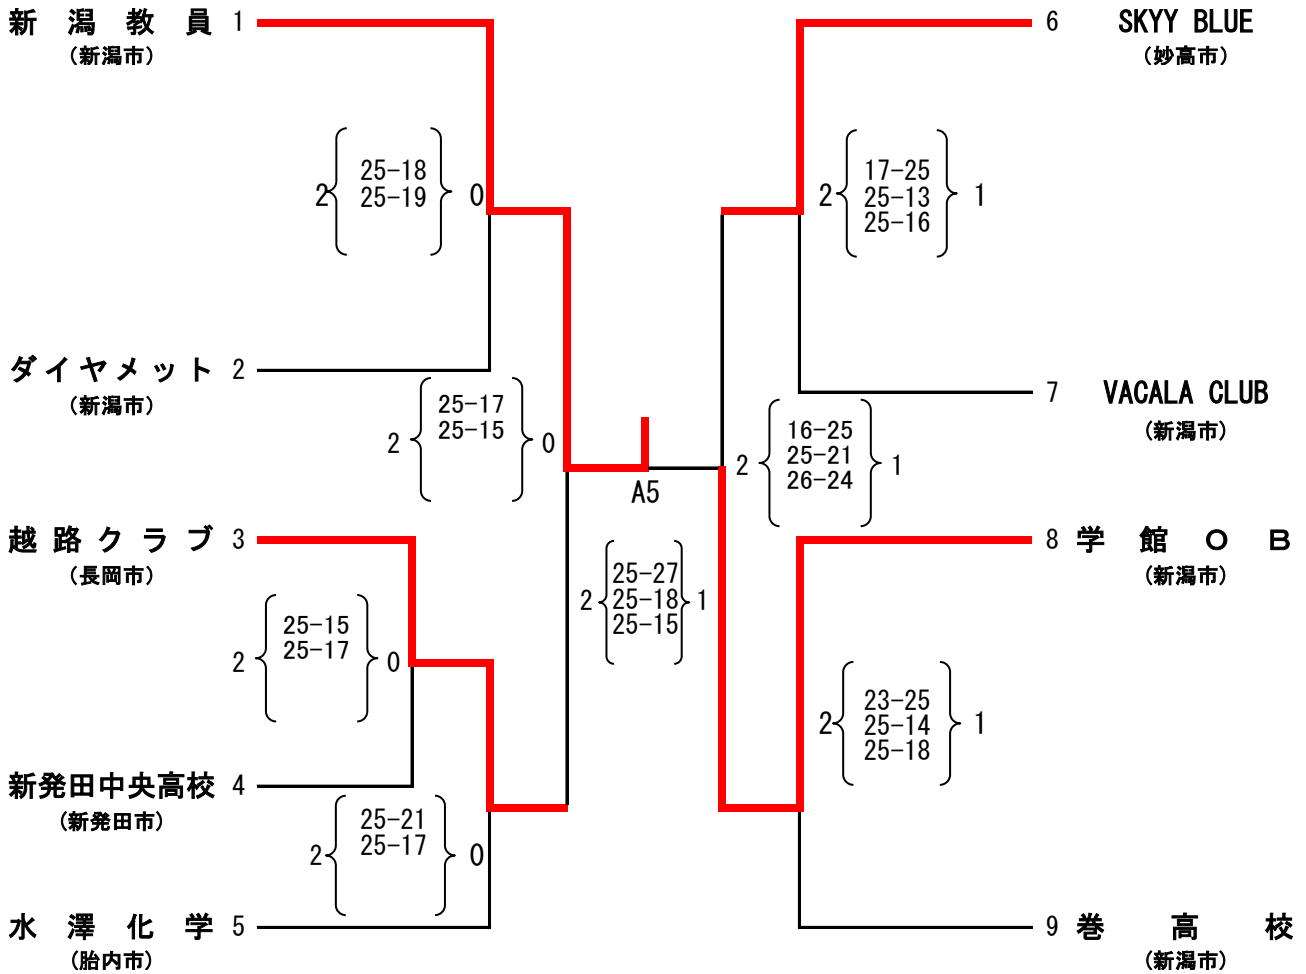 新潟教員 1
(新潟市)
2 25-18 0
25-19
ダイヤメット 2
(新潟市)
2 25-17 0
25-15
越路クラブ 3
(長岡市)
2 25-15 0
25-17
新発田中央高校 4
(新発田市)
2 25-21 0
25-17
水澤化学 5
(胎内市)
A5
2 25-27 1
25-18
25-15
6 SKYY BLUE
(妙高市)
2 17-25 1
25-13
25-16
7 VACALA CLUB
(新潟市)
2 16-25 1
25-21
26-24
8 学館OB
(新潟市)
2 23-25 1
25-14
25-18
9 巻高校
(新潟市)